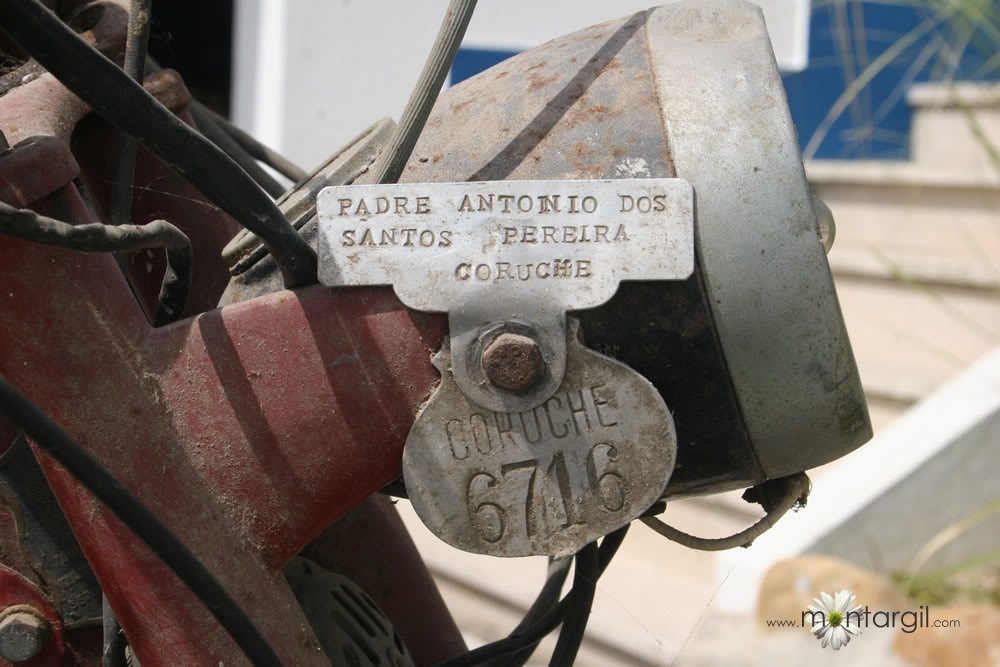 PADRE ANTONIO DOS
SANTOS PEREIRA
CORUCHE
CORUCHE
6716
www.montargil.com